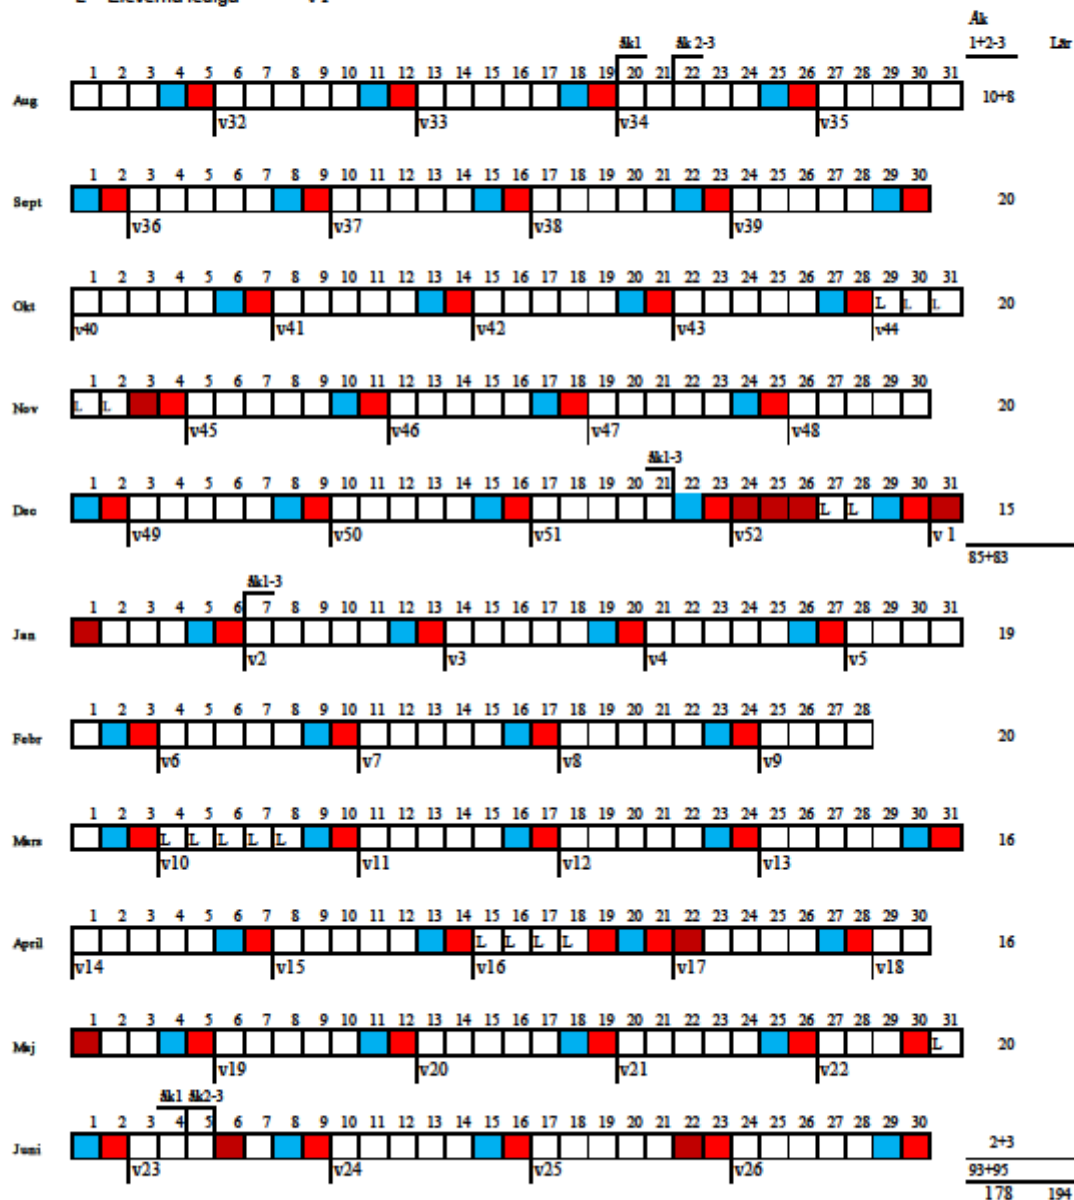 Åk
1+2-3 Lär
Åk1 Åk 2-3
1 2 3 4 5 6 7 8 9 10 11 12 13 14 15 16 17 18 19 20 21 22 23 24 25 26 27 28 29 30 31
Aug 10+8
v32 v33 v34 v35
1 2 3 4 5 6 7 8 9 10 11 12 13 14 15 16 17 18 19 20 21 22 23 24 25 26 27 28 29 30
Sept 20
v36 v37 v38 v39
1 2 3 4 5 6 7 8 9 10 11 12 13 14 15 16 17 18 19 20 21 22 23 24 25 26 27 28 29 30 31
Okt L L L 20
v40 v41 v42 v43 v44
1 2 3 4 5 6 7 8 9 10 11 12 13 14 15 16 17 18 19 20 21 22 23 24 25 26 27 28 29 30
Nov L L 20
v45 v46 v47 v48
Åk1-3
1 2 3 4 5 6 7 8 9 10 11 12 13 14 15 16 17 18 19 20 21 22 23 24 25 26 27 28 29 30 31
Dec L L 15
v49 v50 v51 v52 v 1
85+83
Åk1-3
1 2 3 4 5 6 7 8 9 10 11 12 13 14 15 16 17 18 19 20 21 22 23 24 25 26 27 28 29 30 31
Jan 19
v2 v3 v4 v5
1 2 3 4 5 6 7 8 9 10 11 12 13 14 15 16 17 18 19 20 21 22 23 24 25 26 27 28
Febr 20
v6 v7 v8 v9
1 2 3 4 5 6 7 8 9 10 11 12 13 14 15 16 17 18 19 20 21 22 23 24 25 26 27 28 29 30 31
Mars L L L L L 16
v10 v11 v12 v13
1 2 3 4 5 6 7 8 9 10 11 12 13 14 15 16 17 18 19 20 21 22 23 24 25 26 27 28 29 30
April L L L L 16
v14 v15 v16 v17 v18
1 2 3 4 5 6 7 8 9 10 11 12 13 14 15 16 17 18 19 20 21 22 23 24 25 26 27 28 29 30 31
Maj L 20
v19 v20 v21 v22
Åk1 Åk2-3
1 2 3 4 5 6 7 8 9 10 11 12 13 14 15 16 17 18 19 20 21 22 23 24 25 26 27 28 29 30
Juni 2+3
v23 v24 v25 v26
93+95
178 194